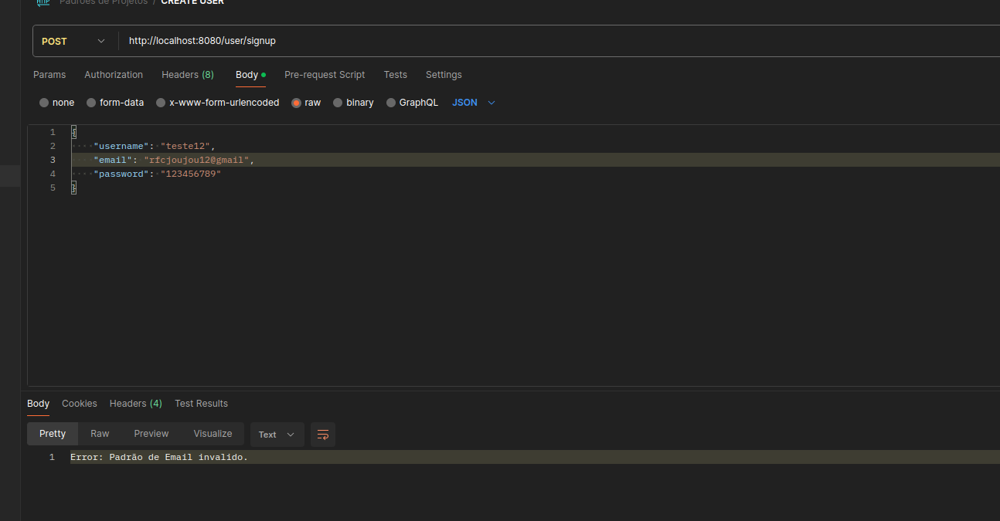 HTTP Padrões de Projetos / CREATE USER
POST http://localhost:8080/user/signup
Params Authorization Headers (8) Body Pre-request Script Tests Settings
none form-data x-www-form-urlencoded raw binary GraphQL JSON
1 {
2 "username": "teste12",
3 "email": "rfcjoujou12@gmail",
4 "password": "123456789"
5 }
Body Cookies Headers (4) Test Results
Pretty Raw Preview Visualize Text
1 Error: Padrão de Email invalido.